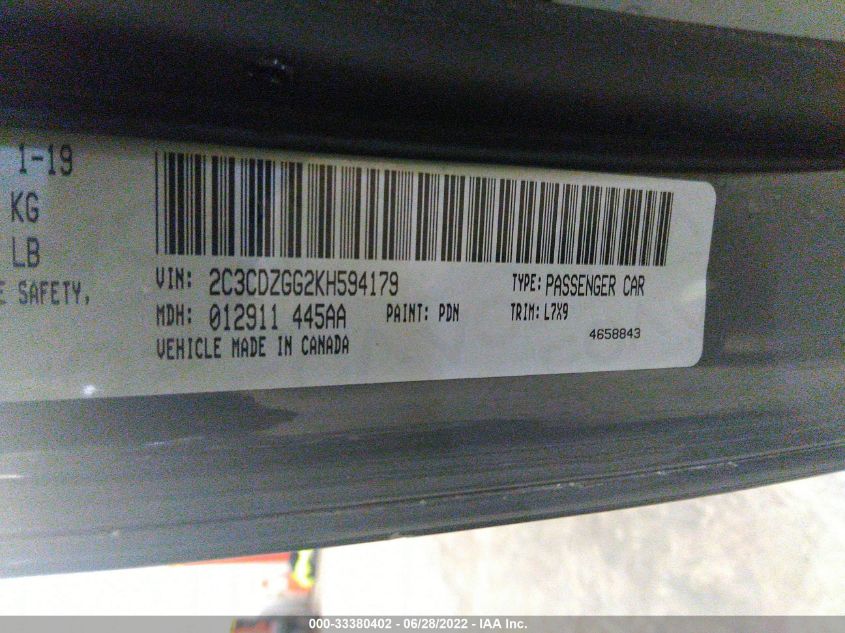 1-19
KG
LB
E SAFETY,
VIN: 2C3CDZGG2KH594179 TYPE: PASSENGER CAR
MDH: 012911 445AA PAINT: PDN TRIM: L7X9
4658843
VEHICLE MADE IN CANADA
000-33380402 - 06/28/2022 - IAA Inc.